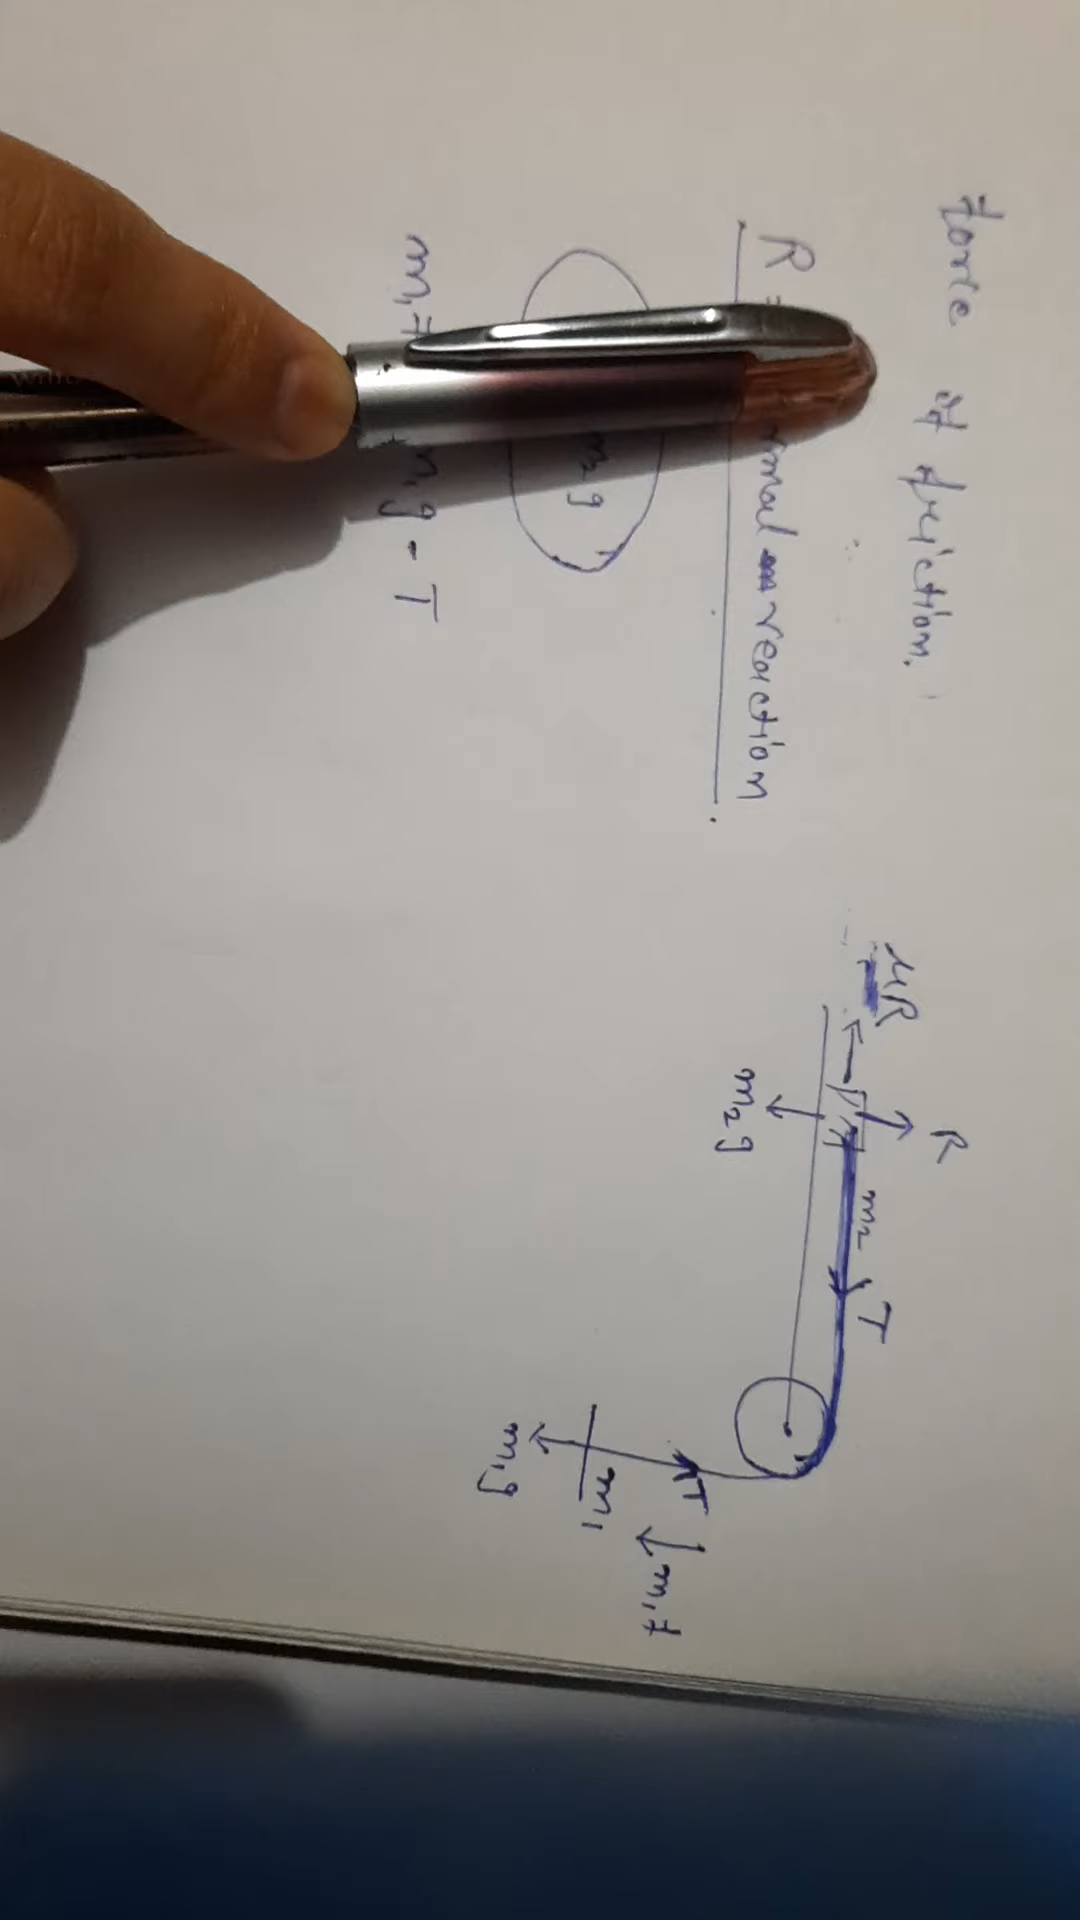 Force of friction.
R = normal reaction
m2g
m1f = m1g - T
μR
R
m2
T
m2g
T
m1f
m1
m1g